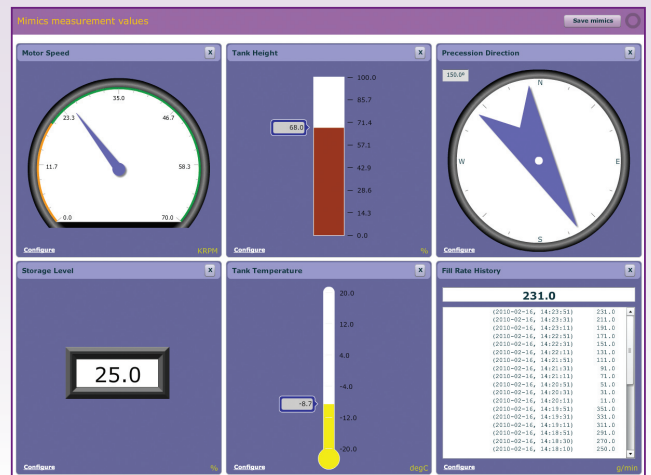 Mimics measurement values
Save mimics
Motor Speed
X
35.0
23.3
46.7
11.7
58.3
0.0
70.0
Configure
KRPM
Tank Height
X
100.0
85.7
71.4
68.0
57.1
42.9
28.6
14.3
0.0
Configure
%
Precession Direction
X
150.0º
N
W
E
S
Configure
Storage Level
X
25.0
Configure
%
Tank Temperature
X
20.0
12.0
4.0
-4.0
-8.7
-12.0
-20.0
Configure
degC
Fill Rate History
X
231.0
(2010-02-16, 14:23:51) 231.0
(2010-02-16, 14:23:31) 211.0
(2010-02-16, 14:23:11) 191.0
(2010-02-16, 14:22:51) 171.0
(2010-02-16, 14:22:31) 151.0
(2010-02-16, 14:22:11) 131.0
(2010-02-16, 14:21:51) 111.0
(2010-02-16, 14:21:31) 91.0
(2010-02-16, 14:21:11) 71.0
(2010-02-16, 14:20:51) 51.0
(2010-02-16, 14:20:31) 31.0
(2010-02-16, 14:20:11) 11.0
(2010-02-16, 14:19:51) 351.0
(2010-02-16, 14:19:31) 331.0
(2010-02-16, 14:19:11) 311.0
(2010-02-16, 14:18:51) 291.0
(2010-02-16, 14:18:30) 270.0
(2010-02-16, 14:18:10) 250.0
Configure
g/min